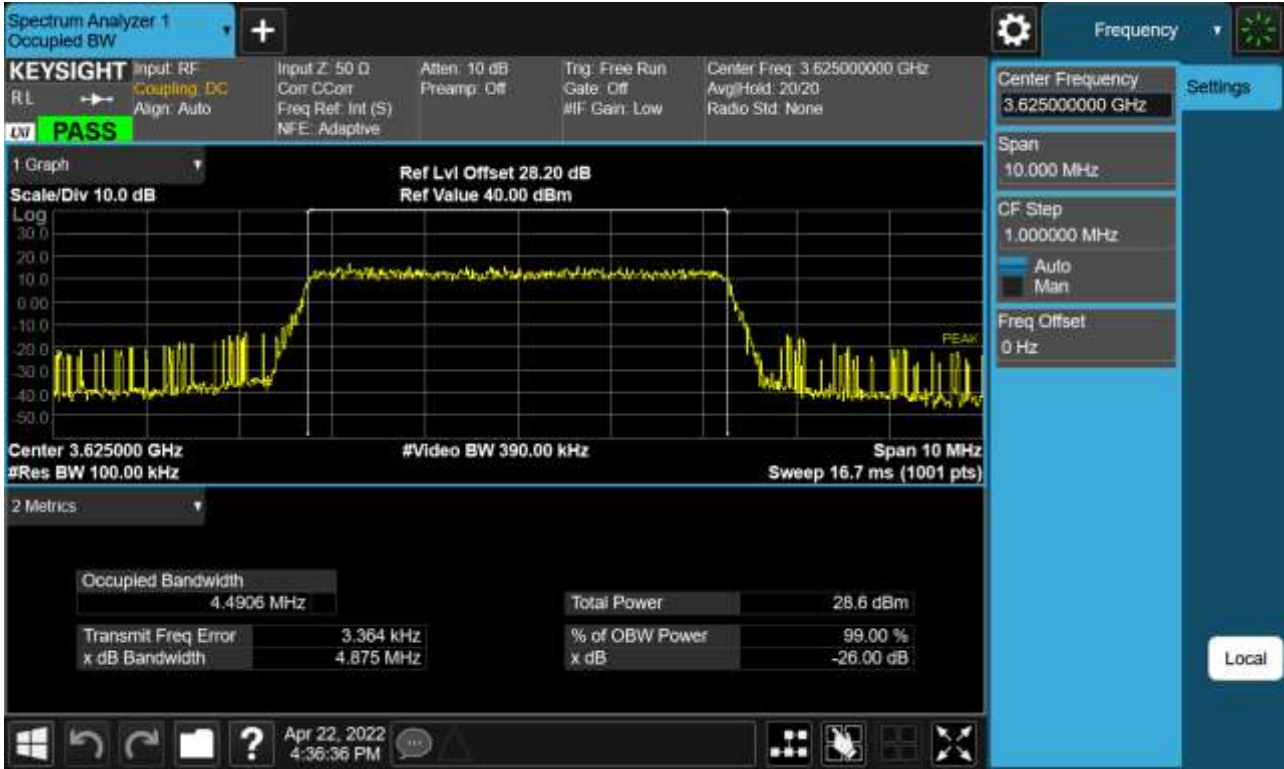 Spectrum Analyzer 1
Occupied BW
+
Frequency
KEYSIGHT Input: RF
Coupling: DC
Align: Auto
RL
LXI PASS
Input Z: 50 Ω
Corr CCorr
Freq Ref: Int (S)
NFE: Adaptive
Atten: 10 dB
Preamp: Off
Trig: Free Run
Gate: Off
#IF Gain: Low
Center Freq: 3.625000000 GHz
Avg|Hold: 20/20
Radio Std: None
Center Frequency
3.625000000 GHz
Settings
Span
10.000 MHz
CF Step
1.000000 MHz
Auto
Man
Freq Offset
0 Hz
Local
1 Graph
Scale/Div 10.0 dB
Ref Lvl Offset 28.20 dB
Ref Value 40.00 dBm
Log
30.0
20.0
10.0
0.00
-10.0
-20.0
-30.0
-40.0
-50.0
PEAK
Center 3.625000 GHz
#Video BW 390.00 kHz
Span 10 MHz
#Res BW 100.00 kHz
Sweep 16.7 ms (1001 pts)
2 Metrics
Occupied Bandwidth
4.4906 MHz
Total Power 28.6 dBm
Transmit Freq Error 3.364 kHz
% of OBW Power 99.00 %
x dB Bandwidth 4.875 MHz
x dB -26.00 dB
?
Apr 22, 2022
4:36:36 PM